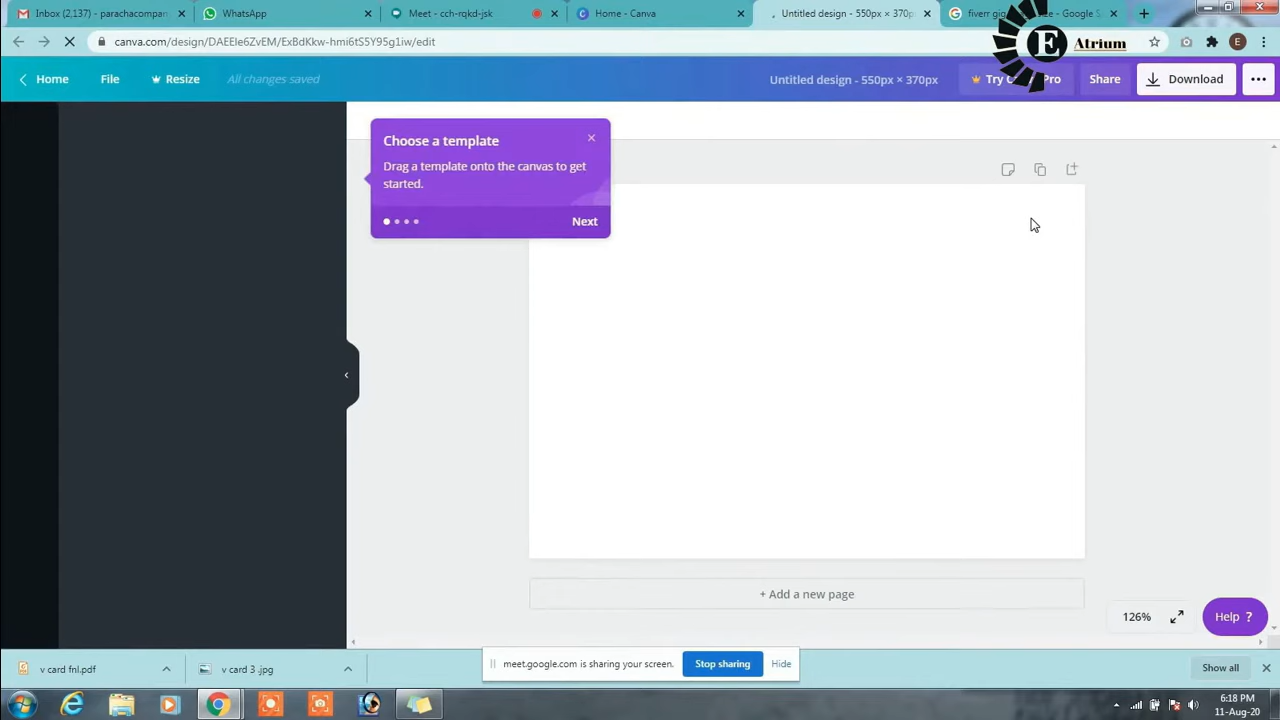 Inbox (2,137) - parachacompan
WhatsApp
Meet - cch-rqkd-jsk
Home - Canva
Untitled design - 550px × 370px
fiverr gig
- Google S
canva.com/design/DAEEIe6ZvEM/ExBdKkw-hmi6tS5Y95g1iw/edit
E Atrium
E
Home
File
Resize
All changes saved
Untitled design - 550px × 370px
Try
Pro
Share
Download
Choose a template
Drag a template onto the canvas to get
started.
Next
+ Add a new page
126%
Help ?
v card fnl.pdf
v card 3 .jpg
meet.google.com is sharing your screen.
Stop sharing
Hide
Show all
6:18 PM
11-Aug-20